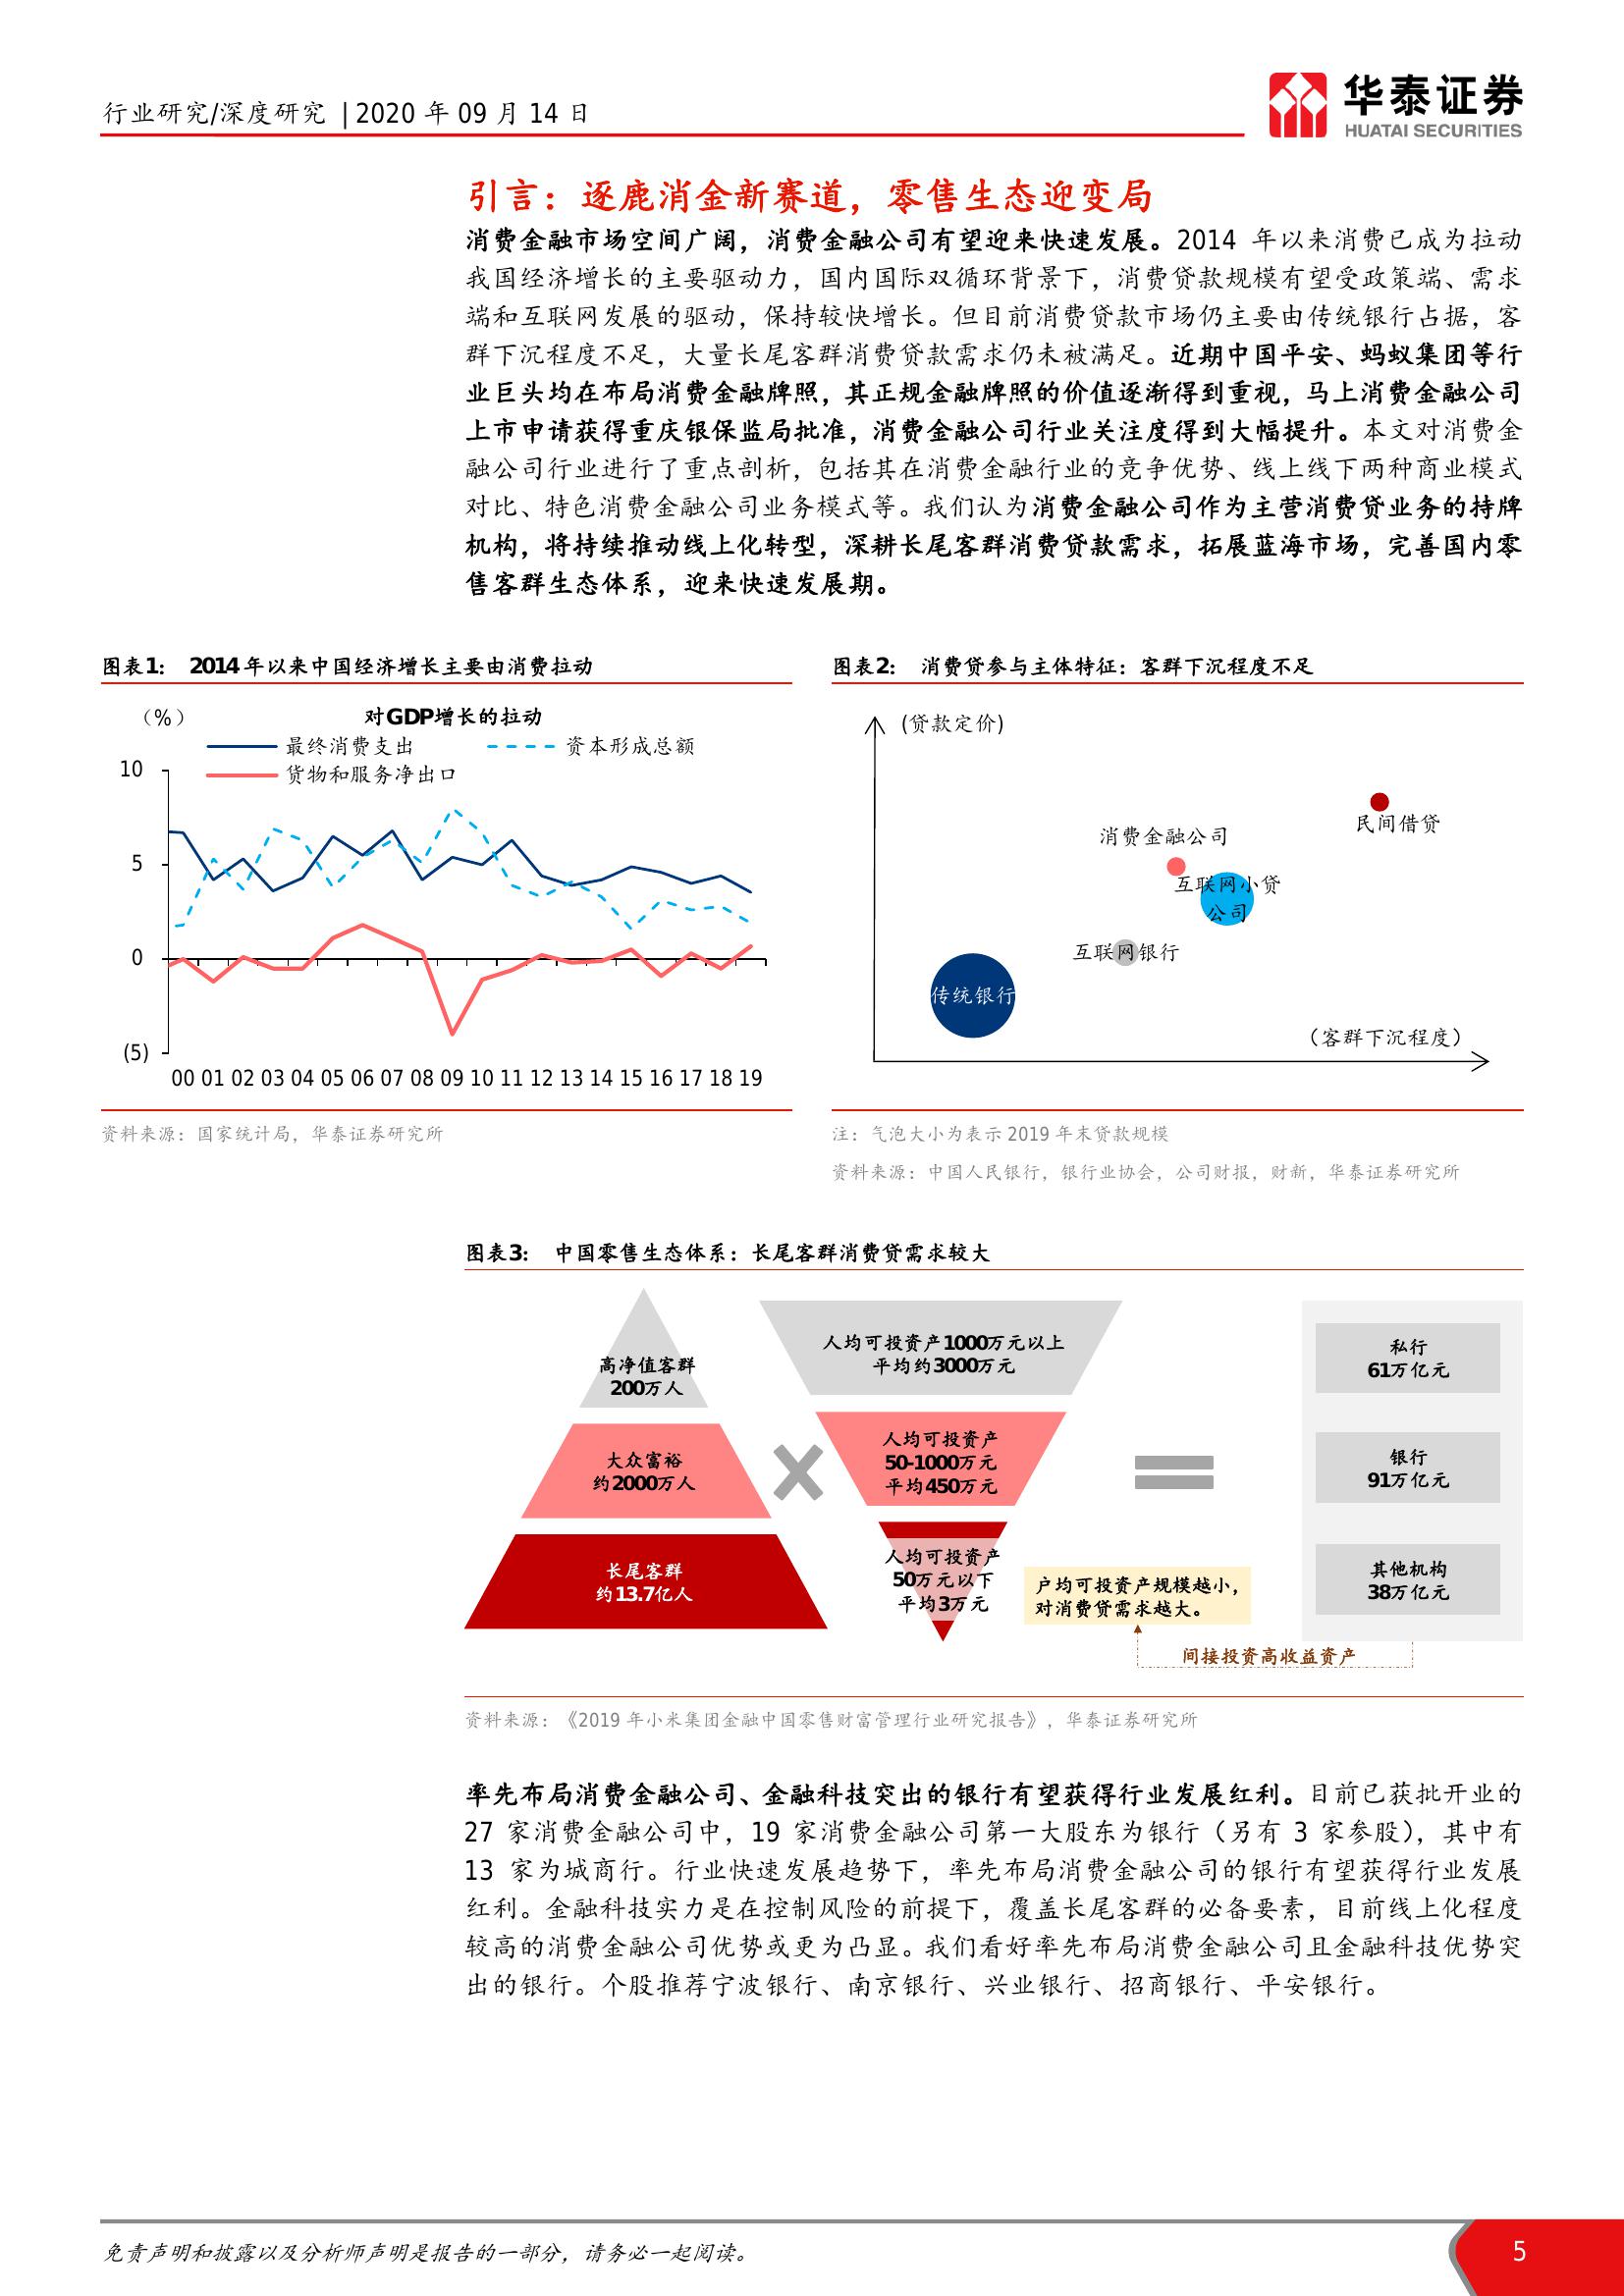 行业研究/深度研究 | 2020 年 09 月 14 日
华泰证券
HUATAI SECURITIES
引言：逐鹿消金新赛道，零售生态迎变局
消费金融市场空间广阔，消费金融公司有望迎来快速发展。2014 年以来消费已成为拉动
我国经济增长的主要驱动力，国内国际双循环背景下，消费贷款规模有望受政策端、需求
端和互联网发展的驱动，保持较快增长。但目前消费贷款市场仍主要由传统银行占据，客
群下沉程度不足，大量长尾客群消费贷款需求仍未被满足。近期中国平安、蚂蚁集团等行
业巨头均在布局消费金融牌照，其正规金融牌照的价值逐渐得到重视，马上消费金融公司
上市申请获得重庆银保监局批准，消费金融公司行业关注度得到大幅提升。本文对消费金
融公司行业进行了重点剖析，包括其在消费金融行业的竞争优势、线上线下两种商业模式
对比、特色消费金融公司业务模式等。我们认为消费金融公司作为主营消费贷业务的持牌
机构，将持续推动线上化转型，深耕长尾客群消费贷款需求，拓展蓝海市场，完善国内零
售客群生态体系，迎来快速发展期。
图表1： 2014年以来中国经济增长主要由消费拉动
（%）
对GDP增长的拉动
最终消费支出
资本形成总额
货物和服务净出口
10
5
0
(5)
00 01 02 03 04 05 06 07 08 09 10 11 12 13 14 15 16 17 18 19
资料来源：国家统计局，华泰证券研究所
图表2： 消费贷参与主体特征：客群下沉程度不足
(贷款定价)
民间借贷
消费金融公司
互联网小贷
公司
互联网银行
传统银行
（客群下沉程度）
注：气泡大小为表示 2019 年末贷款规模
资料来源：中国人民银行，银行业协会，公司财报，财新，华泰证券研究所
图表3： 中国零售生态体系：长尾客群消费贷需求较大
高净值客群
200万人
大众富裕
约2000万人
长尾客群
约13.7亿人
人均可投资产1000万元以上
平均约3000万元
人均可投资产
50-1000万元
平均450万元
人均可投资产
50万元以下
平均3万元
户均可投资产规模越小，
对消费贷需求越大。
私行
61万亿元
银行
91万亿元
其他机构
38万亿元
间接投资高收益资产
资料来源：《2019 年小米集团金融中国零售财富管理行业研究报告》，华泰证券研究所
率先布局消费金融公司、金融科技突出的银行有望获得行业发展红利。目前已获批开业的
27 家消费金融公司中，19 家消费金融公司第一大股东为银行（另有 3 家参股），其中有
13 家为城商行。行业快速发展趋势下，率先布局消费金融公司的银行有望获得行业发展
红利。金融科技实力是在控制风险的前提下，覆盖长尾客群的必备要素，目前线上化程度
较高的消费金融公司优势或更为凸显。我们看好率先布局消费金融公司且金融科技优势突
出的银行。个股推荐宁波银行、南京银行、兴业银行、招商银行、平安银行。
免责声明和披露以及分析师声明是报告的一部分，请务必一起阅读。
5